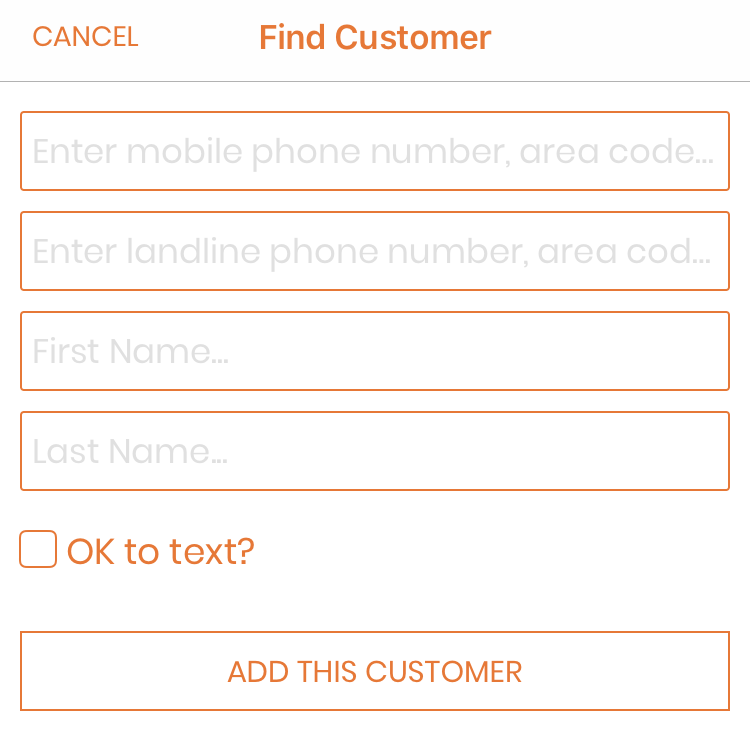 CANCEL Find Customer
Enter mobile phone number, area code...
Enter landline phone number, area cod...
First Name...
Last Name...
OK to text?
ADD THIS CUSTOMER